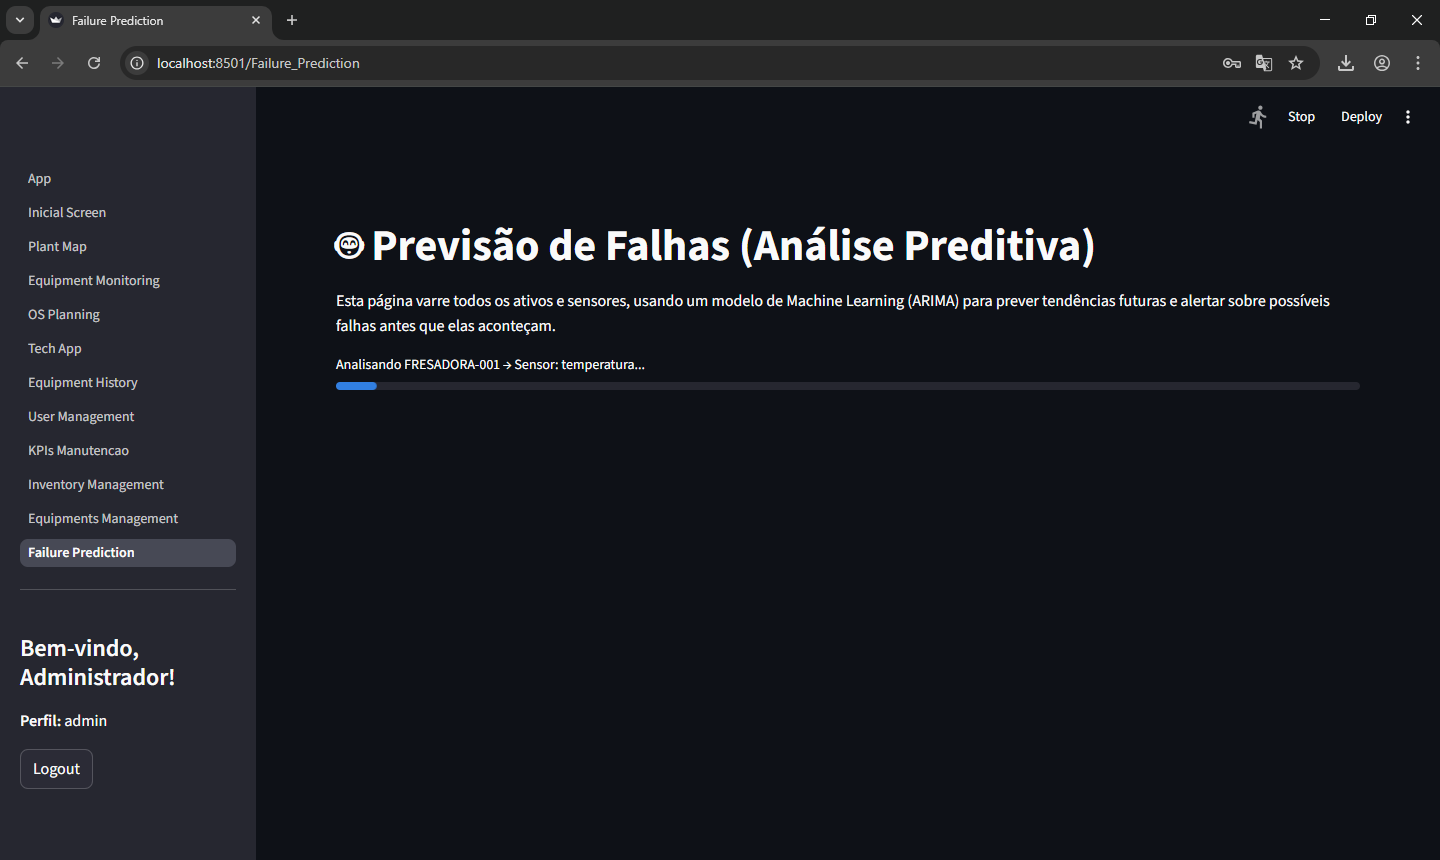 Failure Prediction
localhost:8501/Failure_Prediction
Stop
Deploy
App
Inicial Screen
Plant Map
Equipment Monitoring
OS Planning
Tech App
Equipment History
User Management
KPIs Manutencao
Inventory Management
Equipments Management
Failure Prediction
Bem-vindo,
Administrador!
Perfil: admin
Logout
Previsão de Falhas (Análise Preditiva)
Esta página varre todos os ativos e sensores, usando um modelo de Machine Learning (ARIMA) para prever tendências futuras e alertar sobre possíveis
falhas antes que elas aconteçam.
Analisando FRESADORA-001 → Sensor: temperatura...